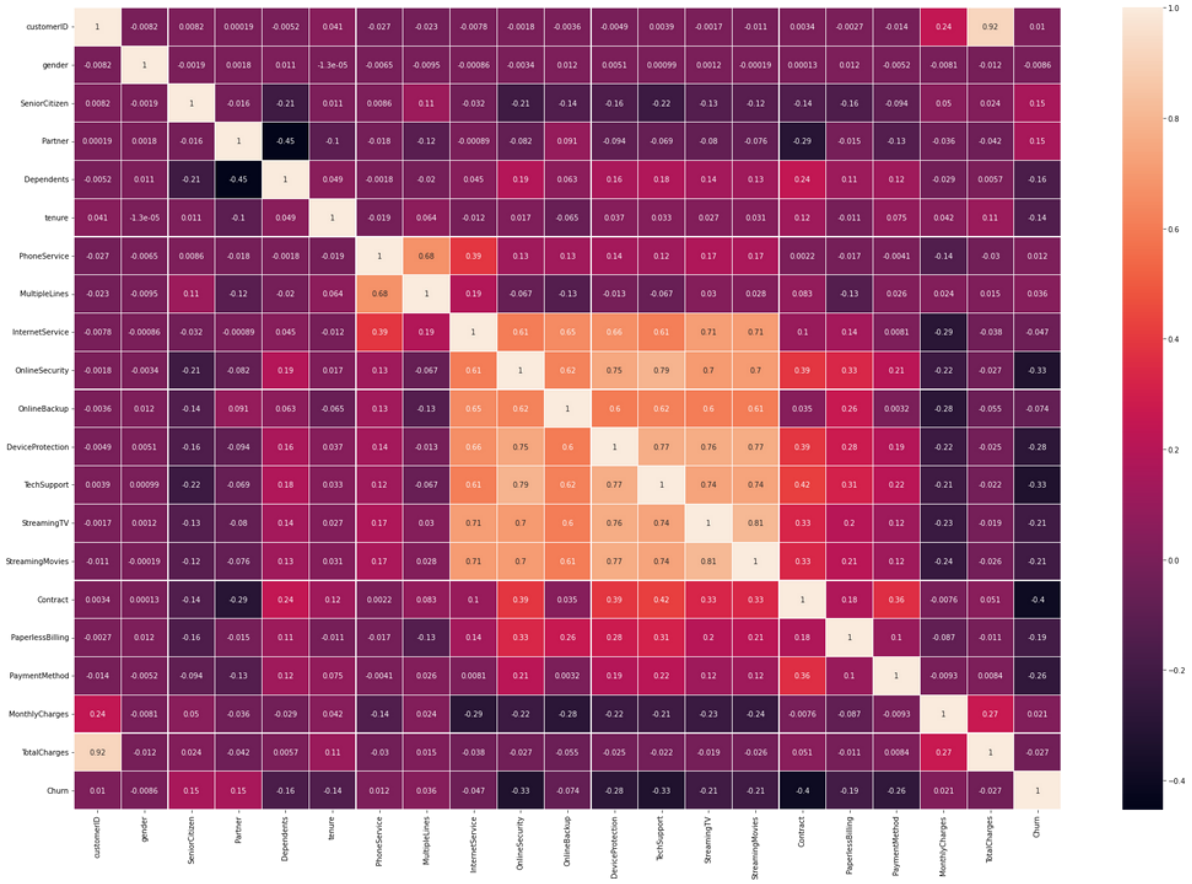 customerID 1 -0.0082 0.0082 0.00019 -0.0052 0.041 -0.027 -0.023 -0.0078 -0.0018 -0.0036 -0.0049 0.0039 -0.0017 -0.011 0.0034 -0.0027 -0.014 0.24 0.92 0.01 1.0
gender -0.0082 1 -0.0019 0.0018 0.011 -1.3e-05 -0.0065 -0.0095 -0.00086 -0.0034 0.012 0.0051 0.00099 0.0012 -0.00019 0.00013 0.012 -0.0052 -0.0081 -0.012 -0.0086
SeniorCitizen 0.0082 -0.0019 1 -0.016 -0.21 0.011 0.0086 0.11 -0.032 -0.21 -0.14 -0.16 -0.22 -0.13 -0.12 -0.14 -0.16 -0.094 0.05 0.024 0.15
0.8
Partner 0.00019 0.0018 -0.016 1 -0.45 -0.1 -0.018 -0.12 -0.00089 -0.082 0.091 -0.094 -0.069 -0.08 -0.076 -0.29 -0.015 -0.13 -0.036 -0.042 0.15
Dependents -0.0052 0.011 -0.21 -0.45 1 0.049 -0.0018 -0.02 0.045 0.19 0.063 0.16 0.18 0.14 0.13 0.24 0.11 0.12 -0.029 0.0057 -0.16
tenure 0.041 -1.3e-05 0.011 -0.1 0.049 1 -0.019 0.064 -0.012 0.017 -0.065 0.037 0.033 0.027 0.031 0.12 -0.011 0.075 0.042 0.11 -0.14
0.6
PhoneService -0.027 -0.0065 0.0086 -0.018 -0.0018 -0.019 1 0.68 0.39 0.13 0.13 0.14 0.12 0.17 0.17 0.0022 -0.017 -0.0041 -0.14 -0.03 0.012
MultipleLines -0.023 -0.0095 0.11 -0.12 -0.02 0.064 0.68 1 0.19 -0.067 -0.13 -0.013 -0.067 0.03 0.028 0.083 -0.13 0.026 0.024 0.015 0.036
InternetService -0.0078 -0.00086 -0.032 -0.00089 0.045 -0.012 0.39 0.19 1 0.61 0.65 0.66 0.61 0.71 0.71 0.1 0.14 0.0081 -0.29 -0.038 -0.047
0.4
OnlineSecurity -0.0018 -0.0034 -0.21 -0.082 0.19 0.017 0.13 -0.067 0.61 1 0.62 0.75 0.79 0.7 0.7 0.39 0.33 0.21 -0.22 -0.027 -0.33
OnlineBackup -0.0036 0.012 -0.14 0.091 0.063 -0.065 0.13 -0.13 0.65 0.62 1 0.6 0.62 0.6 0.61 0.035 0.26 0.0032 -0.28 -0.055 -0.074
DeviceProtection -0.0049 0.0051 -0.16 -0.094 0.16 0.037 0.14 -0.013 0.66 0.75 0.6 1 0.77 0.76 0.77 0.39 0.28 0.19 -0.22 -0.025 -0.28
0.2
TechSupport 0.0039 0.00099 -0.22 -0.069 0.18 0.033 0.12 -0.067 0.61 0.79 0.62 0.77 1 0.74 0.74 0.42 0.31 0.22 -0.21 -0.022 -0.33
StreamingTV -0.0017 0.0012 -0.13 -0.08 0.14 0.027 0.17 0.03 0.71 0.7 0.6 0.76 0.74 1 0.81 0.33 0.2 0.12 -0.23 -0.019 -0.21
StreamingMovies -0.011 -0.00019 -0.12 -0.076 0.13 0.031 0.17 0.028 0.71 0.7 0.61 0.77 0.74 0.81 1 0.33 0.21 0.12 -0.24 -0.026 -0.21
0.0
Contract 0.0034 0.00013 -0.14 -0.29 0.24 0.12 0.0022 0.083 0.1 0.39 0.035 0.39 0.42 0.33 0.33 1 0.18 0.36 -0.0076 0.051 -0.4
PaperlessBilling -0.0027 0.012 -0.16 -0.015 0.11 -0.011 -0.017 -0.13 0.14 0.33 0.26 0.28 0.31 0.2 0.21 0.18 1 0.1 -0.087 -0.011 -0.19
−0.2
PaymentMethod -0.014 -0.0052 -0.094 -0.13 0.12 0.075 -0.0041 0.026 0.0081 0.21 0.0032 0.19 0.22 0.12 0.12 0.36 0.1 1 -0.0093 0.0084 -0.26
MonthlyCharges 0.24 -0.0081 0.05 -0.036 -0.029 0.042 -0.14 0.024 -0.29 -0.22 -0.28 -0.22 -0.21 -0.23 -0.24 -0.0076 -0.087 -0.0093 1 0.27 0.021
TotalCharges 0.92 -0.012 0.024 -0.042 0.0057 0.11 -0.03 0.015 -0.038 -0.027 -0.055 -0.025 -0.022 -0.019 -0.026 0.051 -0.011 0.0084 0.27 1 -0.027
−0.4
Churn 0.01 -0.0086 0.15 0.15 -0.16 -0.14 0.012 0.036 -0.047 -0.33 -0.074 -0.28 -0.33 -0.21 -0.21 -0.4 -0.19 -0.26 0.021 -0.027 1
customerID gender SeniorCitizen Partner Dependents tenure PhoneService MultipleLines InternetService OnlineSecurity OnlineBackup DeviceProtection TechSupport StreamingTV StreamingMovies Contract PaperlessBilling PaymentMethod MonthlyCharges TotalCharges Churn